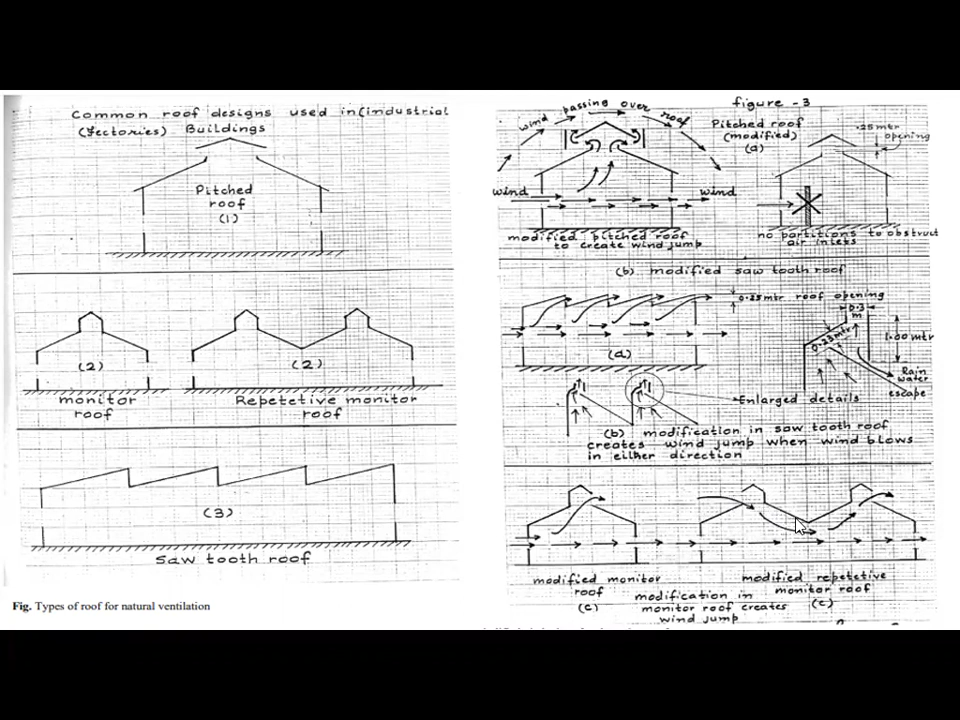 Common roof designs used in(industrial
(fectories) Buildings
Pitched
roof
(1)
(2)
(2)
monitor
roof
Repetetive monitor
roof
(3)
Saw tooth roof
Fig. Types of roof for natural ventilation
figure -3
wind passing over roof
Pitched roof
(modified)
(a)
.25 mtr
opening
wind
wind
modified pitched roof
to create wind jump
no partitions to obstruct
air inlets
(b) modified saw tooth roof
0.25mtr roof opening
0.3
m
0.23mtr
1.00 mtr
(a)
Rain
water
escape
Enlarged details
(b) modification in saw tooth roof
creates wind jump when wind blows
in either direction
modified monitor
roof
(c)
modified repetetive
monitor roof
(c)
modification in
monitor roof creates
wind jump